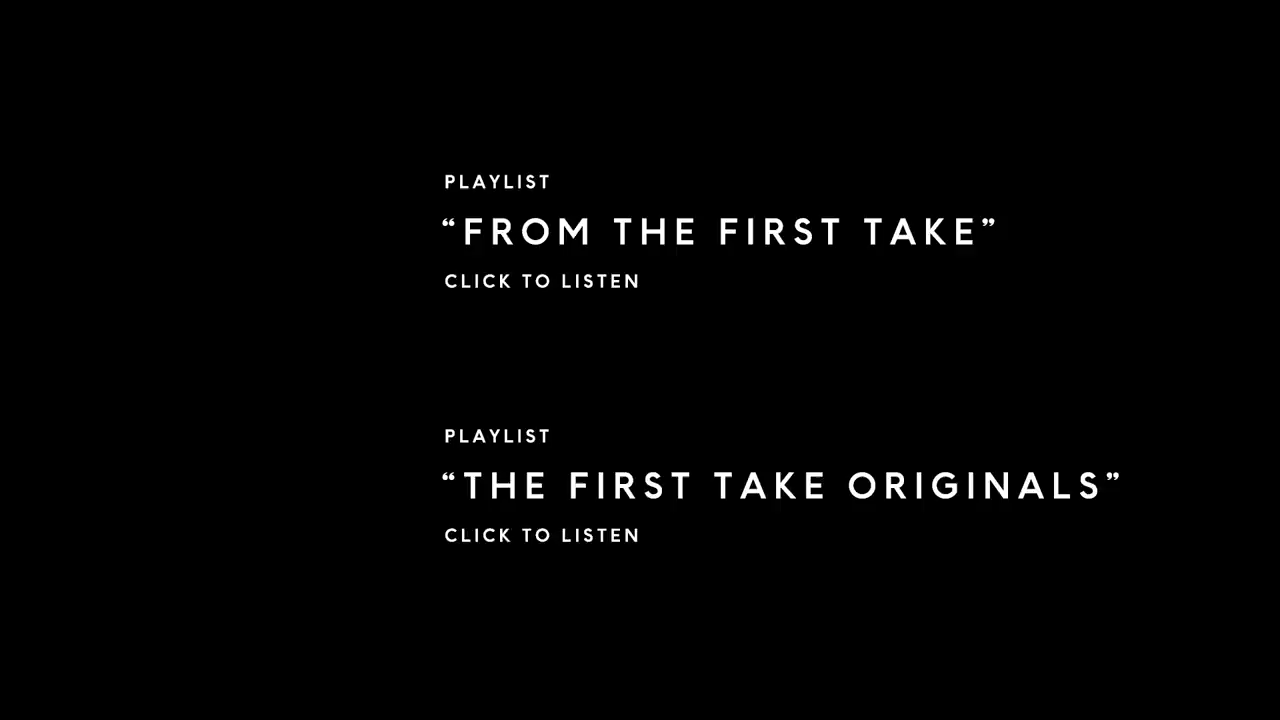 PLAYLIST
“FROM THE FIRST TAKE”
CLICK TO LISTEN
PLAYLIST
“THE FIRST TAKE ORIGINALS”
CLICK TO LISTEN